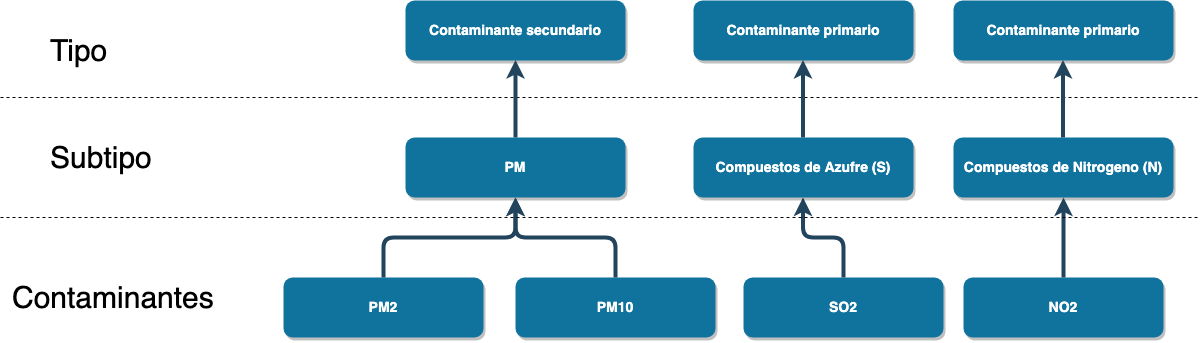 Tipo
Contaminante secundario
Contaminante primario
Contaminante primario
Subtipo
PM
Compuestos de Azufre (S)
Compuestos de Nitrogeno (N)
Contaminantes
PM2
PM10
SO2
NO2